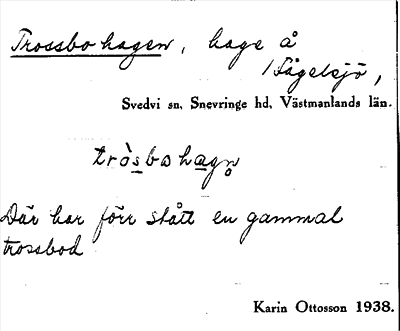 Trossbohagen, hage å
/Fågelsjö,
Svedvi sn, Snevringe hd, Västmanlands län.
tròsbohagn̥
Där har förr stått en gammal
trossbod
Karin Ottosson 1938.